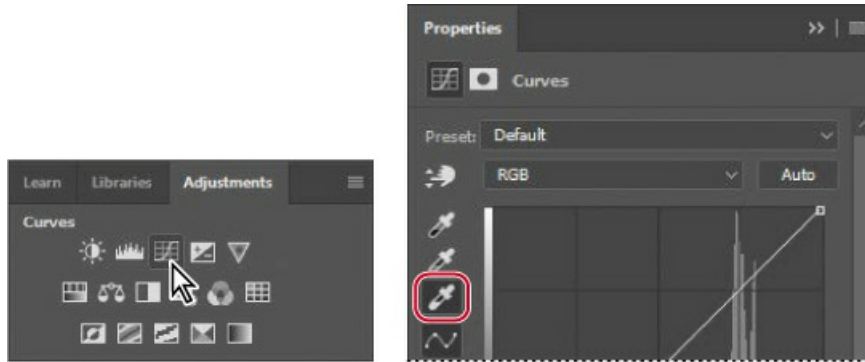 Learn Libraries Adjustments
Curves
Properties
Curves
Preset: Default
RGB Auto